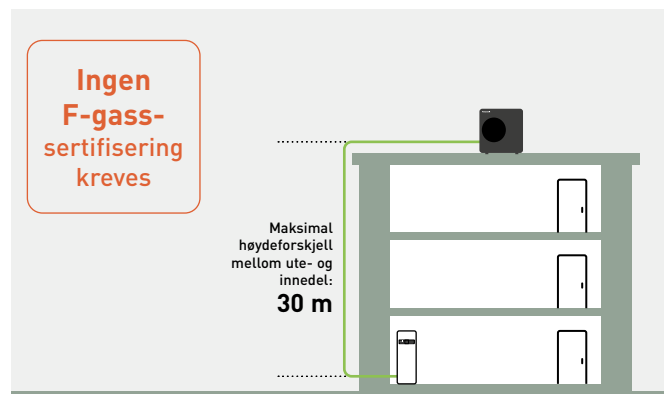 Ingen
F-gass-
sertifisering
kreves
Maksimal
høydeforskjell
mellom ute- og
innedel:
30 m